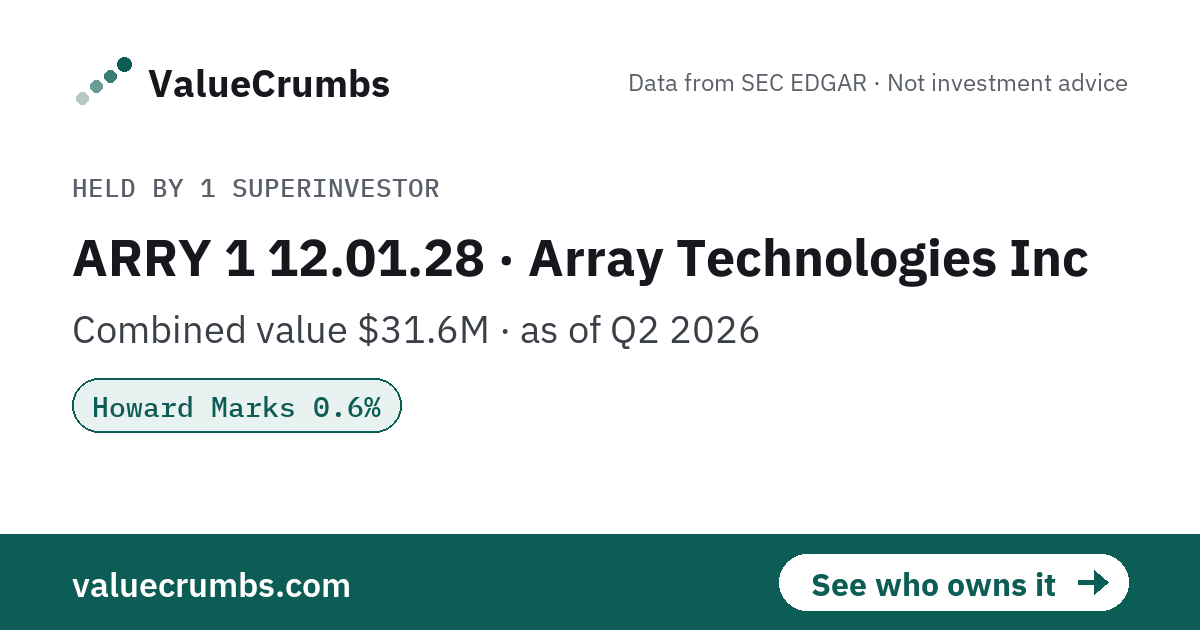 ValueCrumbs
Data from SEC EDGAR · Not investment advice
HELD BY 1 SUPERINVESTOR
ARRY 1 12.01.28 · Array Technologies Inc
Combined value $31.6M · as of Q2 2026
Howard Marks 0.6%
valuecrumbs.com
See who owns it →